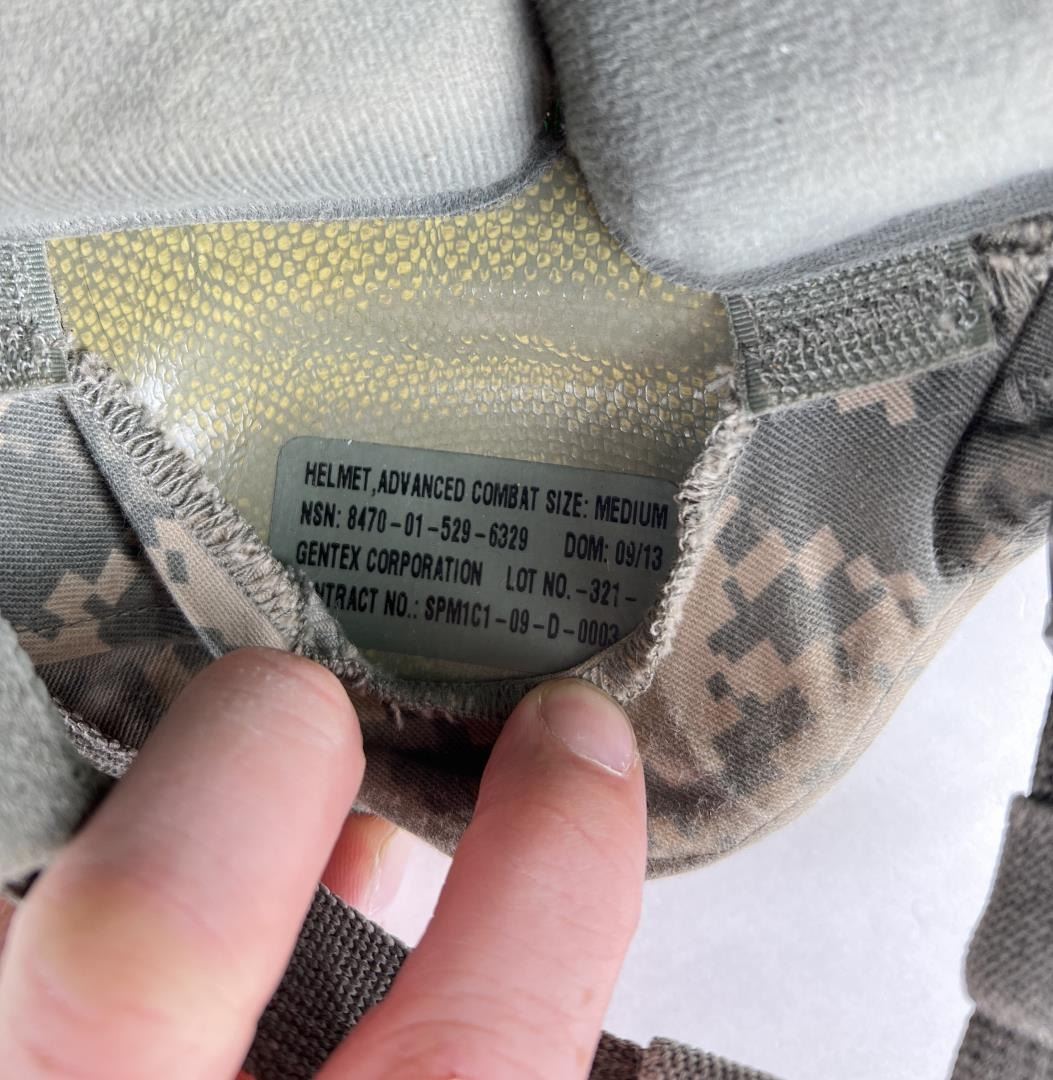 HELMET,ADVANCED COMBAT SIZE: MEDIUM
NSN: 8470-01-529-6329 DOM: 09/13
GENTEX CORPORATION LOT NO.-321-
NTRACT NO.: SPM1C1-09-D-0003